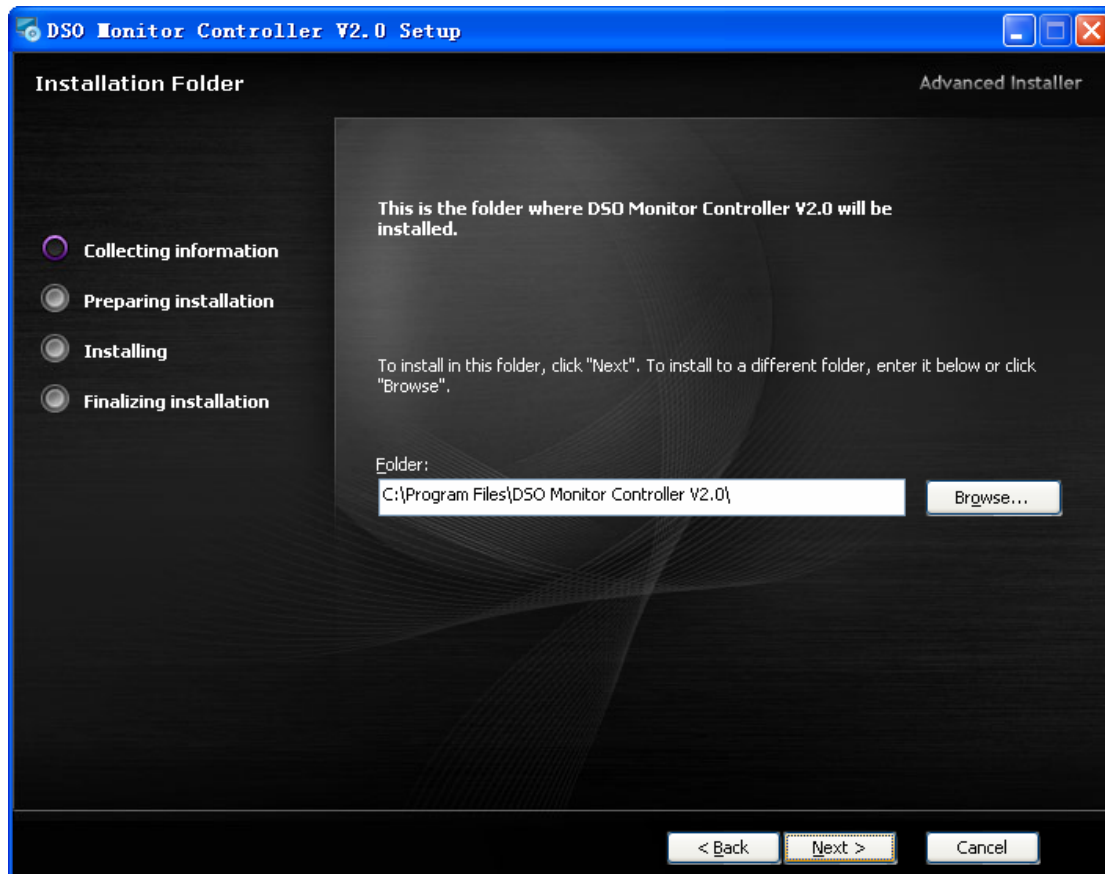 DSO Monitor Controller V2.0 Setup
Installation Folder
Advanced Installer
This is the folder where DSO Monitor Controller V2.0 will be
installed.
Collecting information
Preparing installation
Installing
Finalizing installation
To install in this folder, click "Next". To install to a different folder, enter it below or click
"Browse".
Folder:
C:\Program Files\DSO Monitor Controller V2.0\
Browse...
< Back
Next >
Cancel